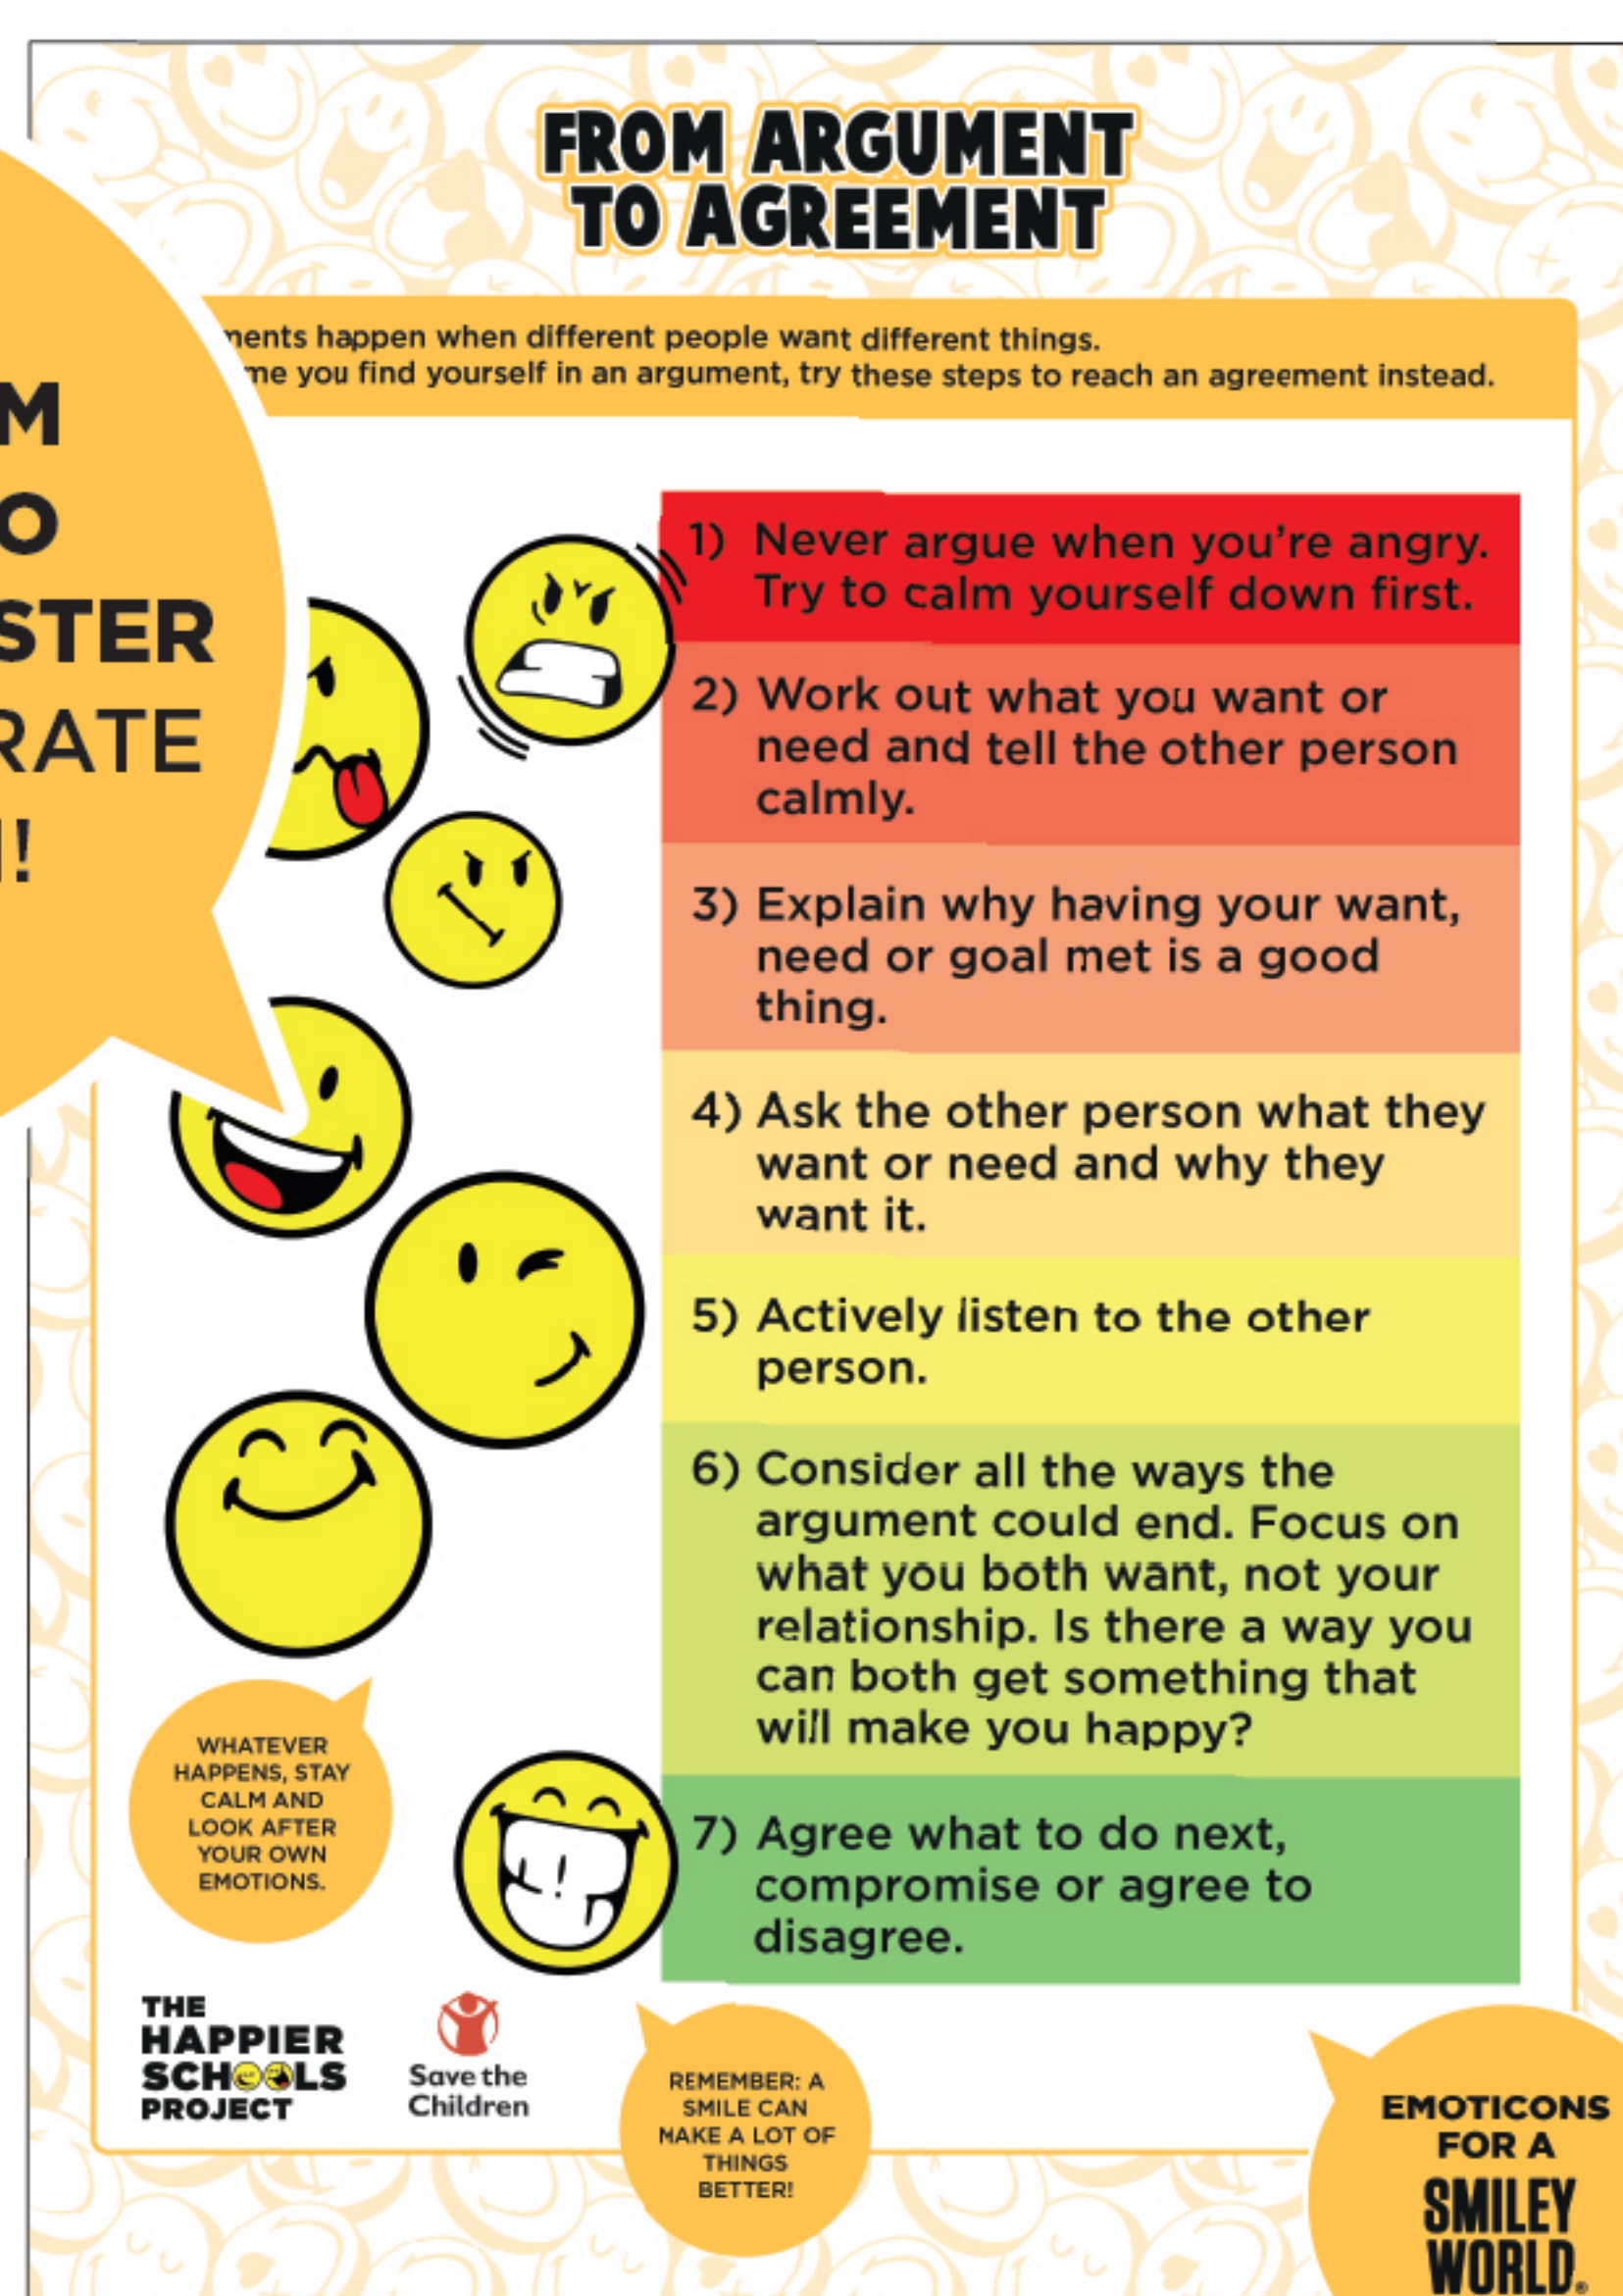 FROM ARGUMENT
TO AGREEMENT
happen when different people want different things.
you find yourself in an argument, try these steps to reach an agreement instead.
1) Never argue when you're angry.
Try to calm yourself down first.
2) Work out what you want or
need and tell the other person
calmly.
3) Explain why having your want,
need or goal met is a good
thing.
4) Ask the other person what they
want or need and why they
want it.
5) Actively listen to the other
person.
6) Consider all the ways the
argument could end. Focus on
what you both want, not your
relationship. Is there a way you
can both get something that
will make you happy?
7) Agree what to do next,
compromise or agree to
disagree.
WHATEVER
HAPPENS, STAY
CALM AND
LOOK AFTER
YOUR OWN
EMOTIONS.
THE
HAPPIER
SCHOOLS
PROJECT
Save the
Children
REMEMBER: A
SMILE CAN
MAKE A LOT OF
THINGS
BETTER!
EMOTICONS
FOR A
SMILEY
WORLD®